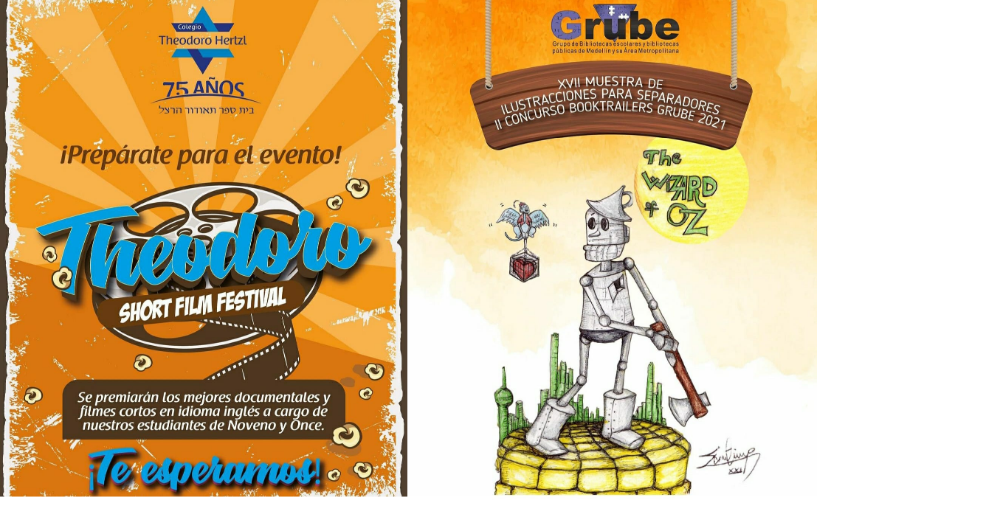 Colegio
Theodoro Hertzl
75 AÑOS
בית ספר תאודור הרצל
¡Prepárate para el evento!
Theodoro
SHORT FILM FESTIVAL
Se premiarán los mejores documentales y
filmes cortos en idioma inglés a cargo de
nuestros estudiantes de Noveno y Once.
¡Te esperamos!
Grube
Grupo de Bibliotecas escolares y bibliotecas
públicas de Medellín y su Área Metropolitana
XVII MUESTRA DE
ILUSTRACCIONES PARA SEPARADORES
II CONCURSO BOOKTRAILERS GRUBE 2021
The
WIZARD
of OZ
XXI